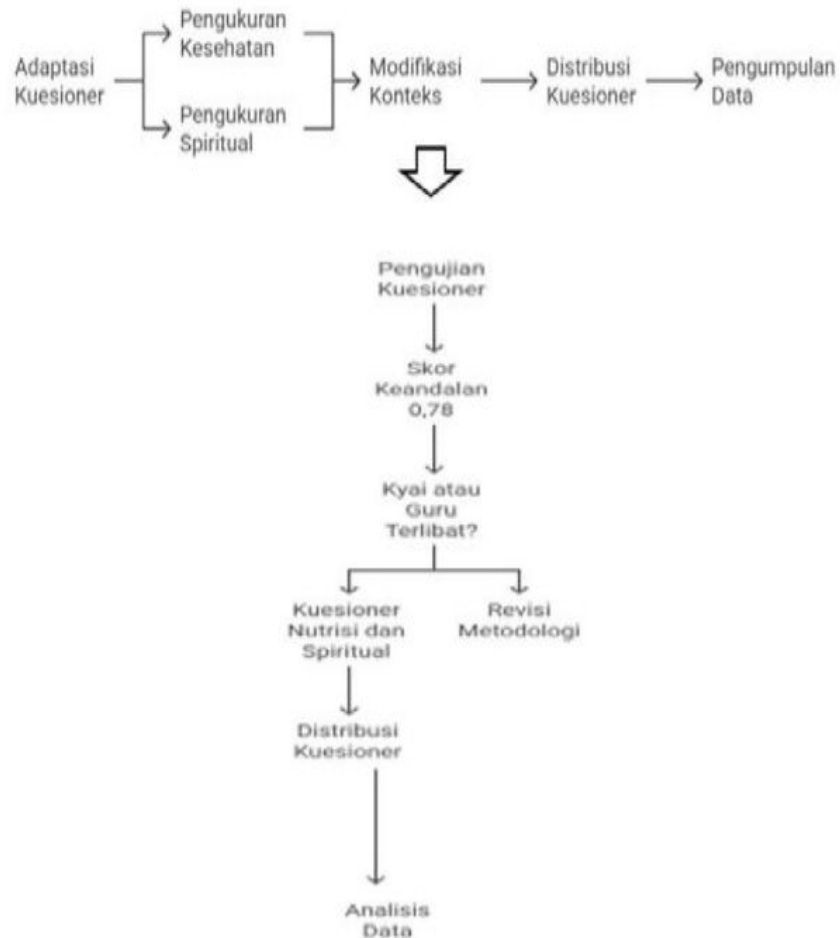 Adaptasi
Kuesioner
Pengukuran
Kesehatan
Pengukuran
Spiritual
Modifikasi
Konteks
Distribusi
Kuesioner
Pengumpulan
Data
Pengujian
Kuesioner
Skor
Keandalan
0,78
Kyai atau
Guru
Terlibat?
Kuesioner
Nutrisi dan
Spiritual
Revisi
Metodologi
Distribusi
Kuesioner
Analisis
Data